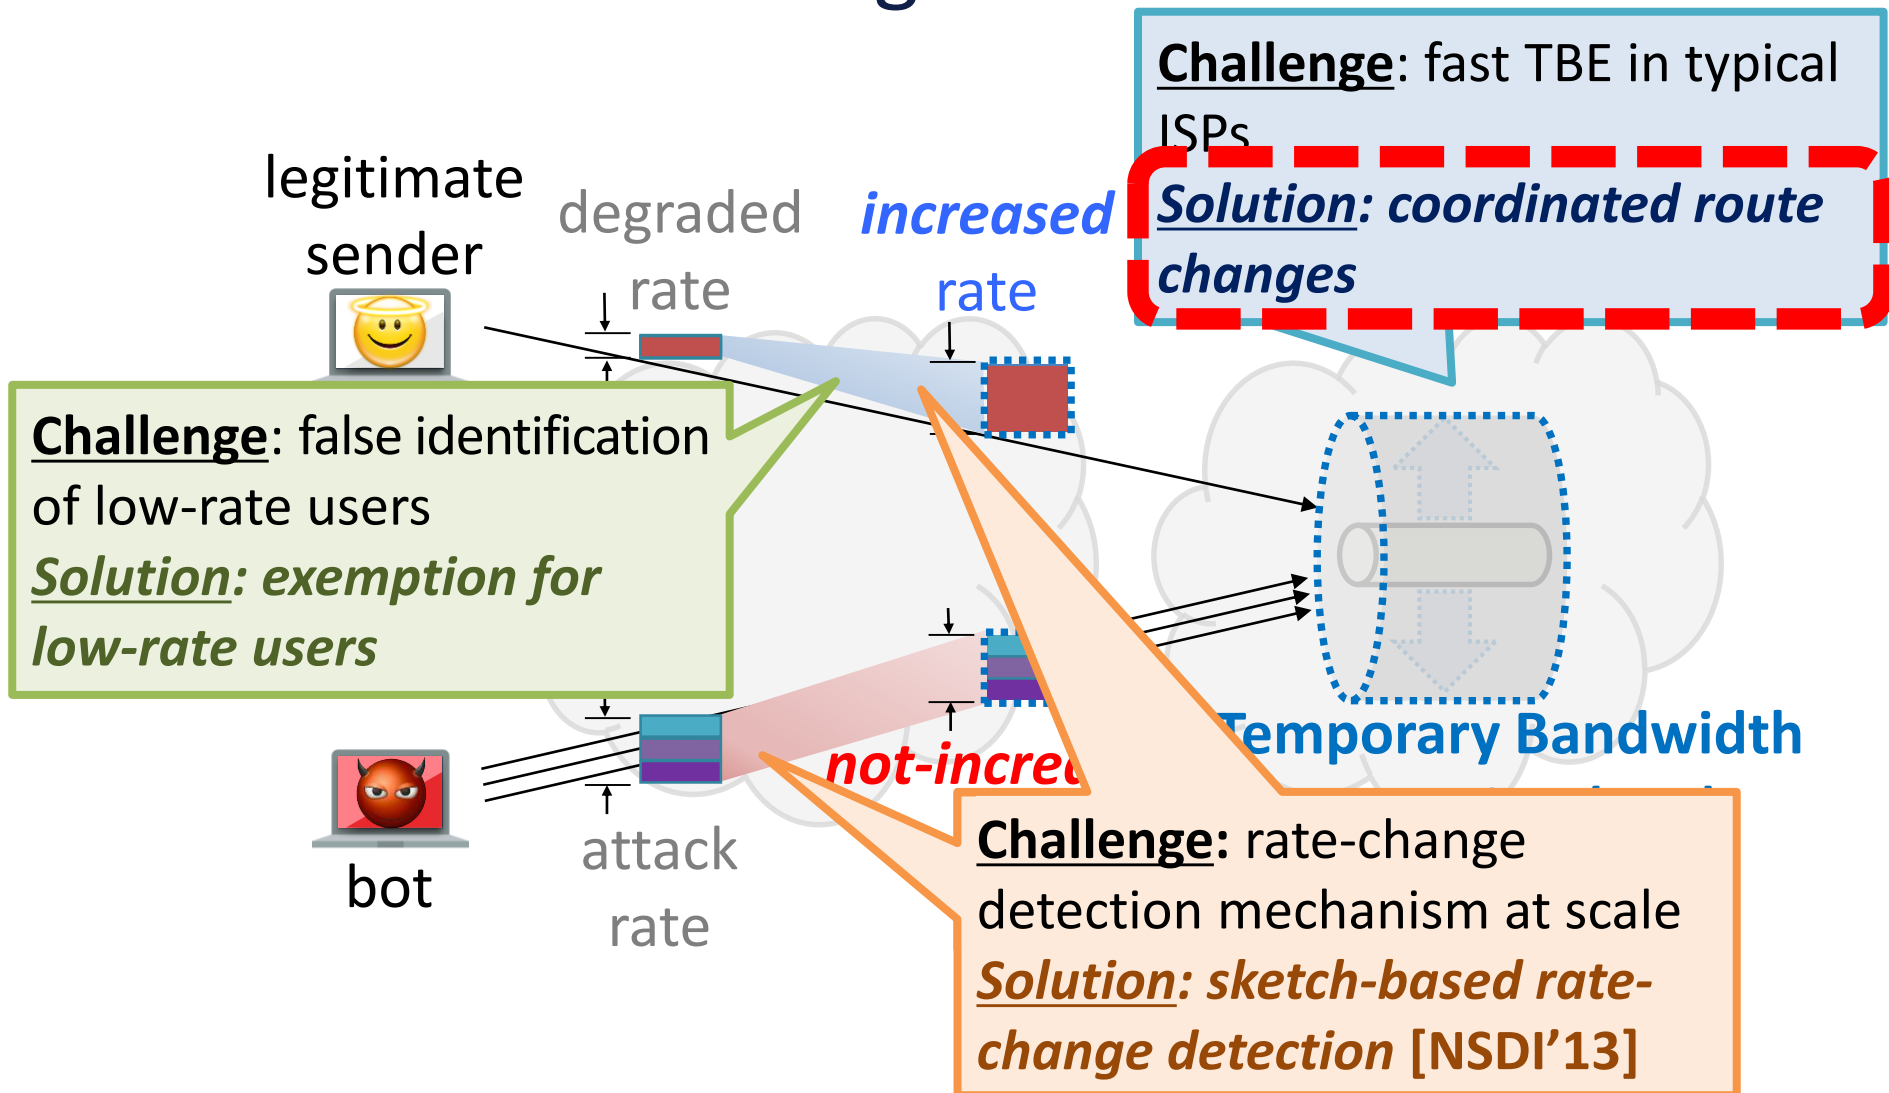 Challenge: fast TBE in typical
ISPs
Solution: coordinated route
changes
legitimate
sender
degraded
rate
increased
rate
Challenge: false identification
of low-rate users
Solution: exemption for
low-rate users
not-increa
Temporary Bandwidth
attack
rate
bot
Challenge: rate-change
detection mechanism at scale
Solution: sketch-based rate-
change detection [NSDI’13]